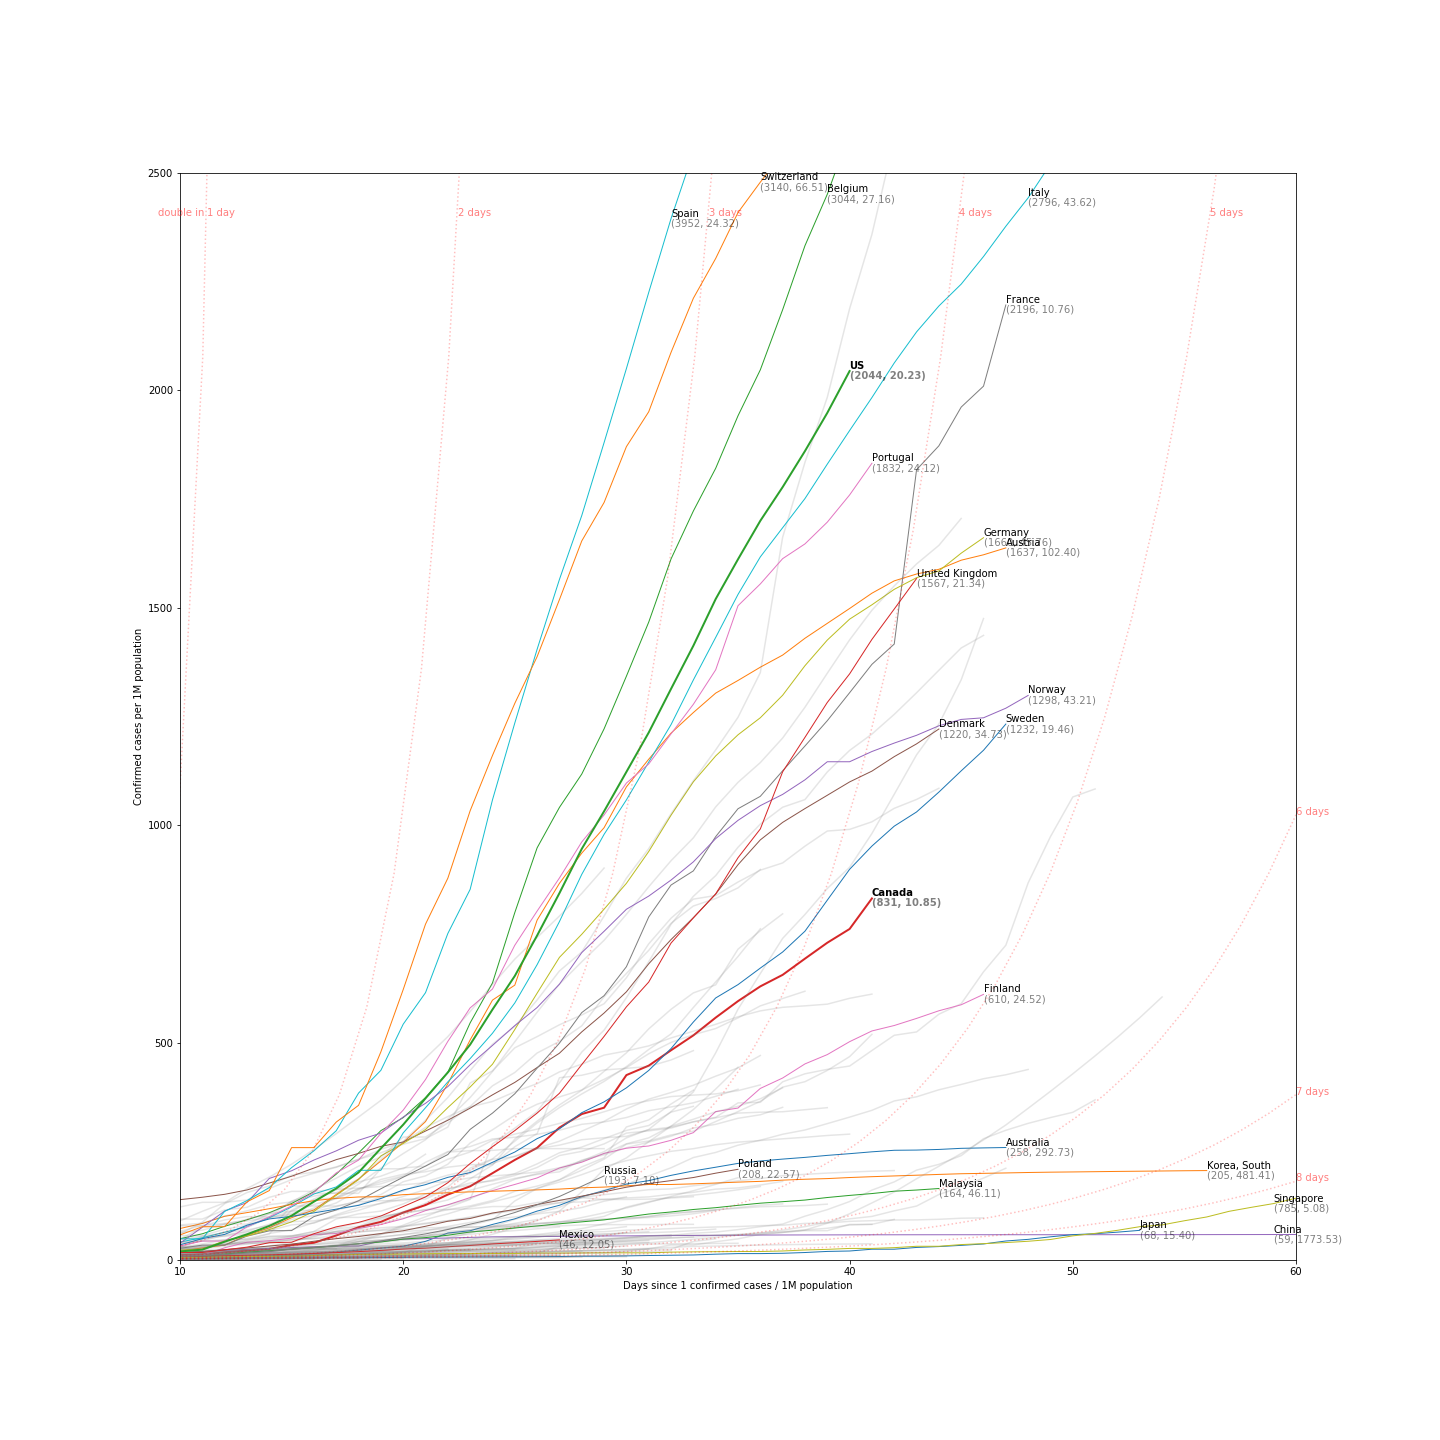 2500
2000
1500
1000
500
0
Confirmed cases per 1M population
10
20
30
40
50
60
Days since 1 confirmed cases / 1M population
double in 1 day
2 days
3 days
4 days
5 days
6 days
7 days
8 days
Switzerland
(3140, 66.51)
Belgium
(3044, 27.16)
Italy
(2796, 43.62)
Spain
(3952, 24.32)
France
(2196, 10.76)
US
(2044, 20.23)
Portugal
(1832, 24.12)
Germany
Austria
(1637, 102.40)
United Kingdom
(1567, 21.34)
Norway
(1298, 43.21)
Denmark
(1220, 34.73)
Sweden
(1232, 19.46)
Canada
(831, 10.85)
Finland
(610, 24.52)
Australia
(258, 292.73)
Russia
(193, 7.10)
Poland
(208, 22.57)
Korea, South
(205, 481.41)
Malaysia
(164, 46.11)
Singapore
(785, 5.08)
Japan
(68, 15.40)
China
(59, 1773.53)
Mexico
(46, 12.05)